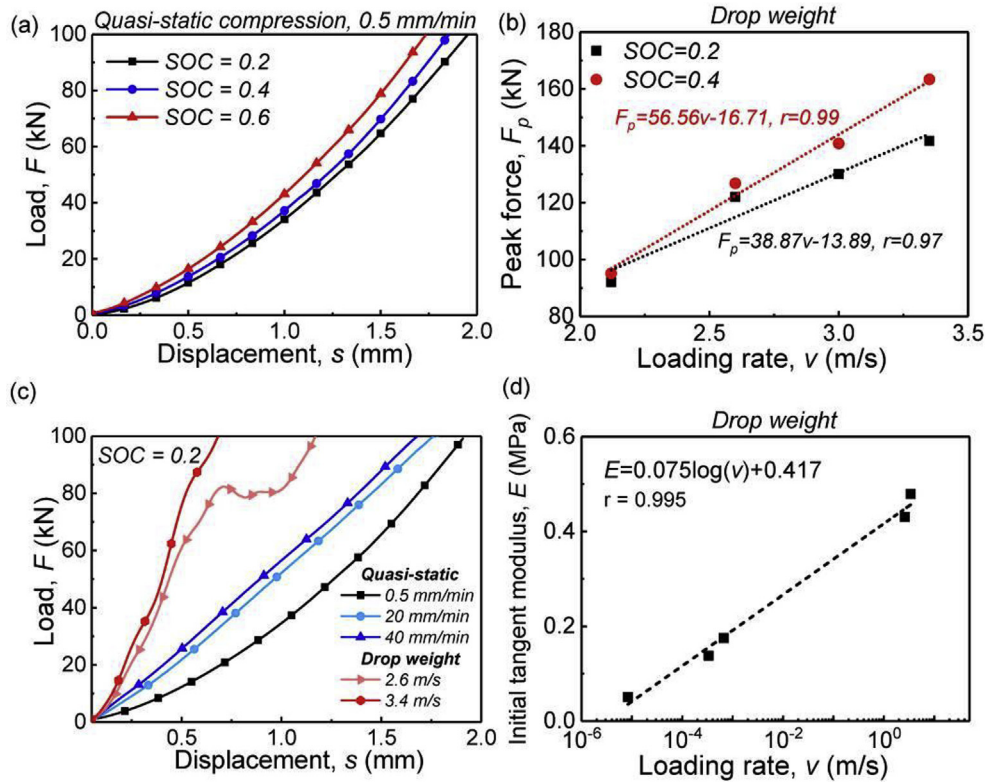 (a)
Quasi-static compression, 0.5 mm/min
100
80
60
40
20
0
Load, F (kN)
SOC = 0.2
SOC = 0.4
SOC = 0.6
0.0 0.5 1.0 1.5 2.0
Displacement, s (mm)
(b)
Drop weight
180
160
140
120
100
80
Peak force, Fp (kN)
SOC=0.2
SOC=0.4
Fp=56.56v-16.71, r=0.99
Fp=38.87v-13.89, r=0.97
2.0 2.5 3.0 3.5
Loading rate, v (m/s)
(c)
100
80
60
40
20
0
Load, F (kN)
SOC = 0.2
Quasi-static
0.5 mm/min
20 mm/min
40 mm/min
Drop weight
2.6 m/s
3.4 m/s
0.5 1.0 1.5 2.0
Displacement, s (mm)
(d)
Drop weight
0.6
0.4
0.2
0.0
Initial tangent modulus, E (MPa)
E=0.075log(v)+0.417
r = 0.995
10-6 10-4 10-2 100
Loading rate, v (m/s)